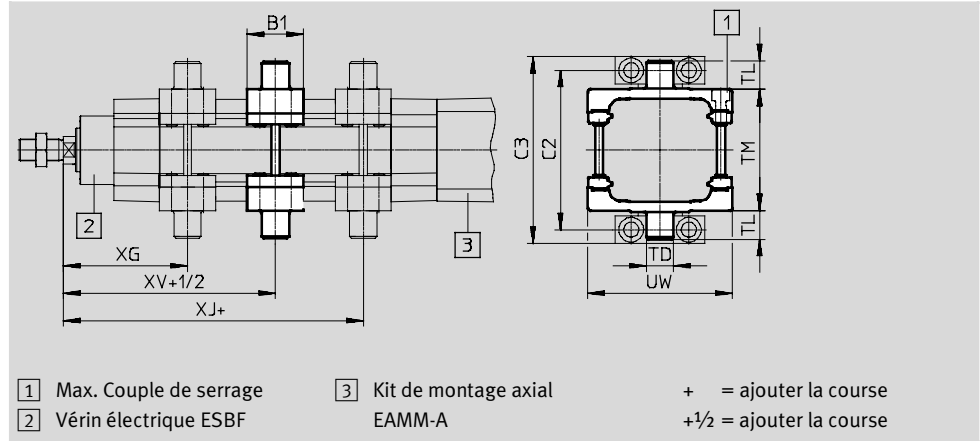 B1
1
TL
C3
C2
TM
TL
TD
UW
2
3
XG
XV+1/2
XJ+
1 Max. Couple de serrage
2 Vérin électrique ESBF
3 Kit de montage axial
EAMM-A
+ = ajouter la course
+½ = ajouter la course